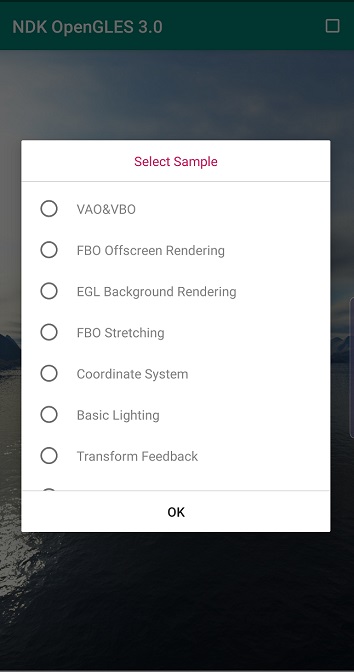 NDK OpenGLES 3.0
Select Sample
VAO&VBO
FBO Offscreen Rendering
EGL Background Rendering
FBO Stretching
Coordinate System
Basic Lighting
Transform Feedback
OK